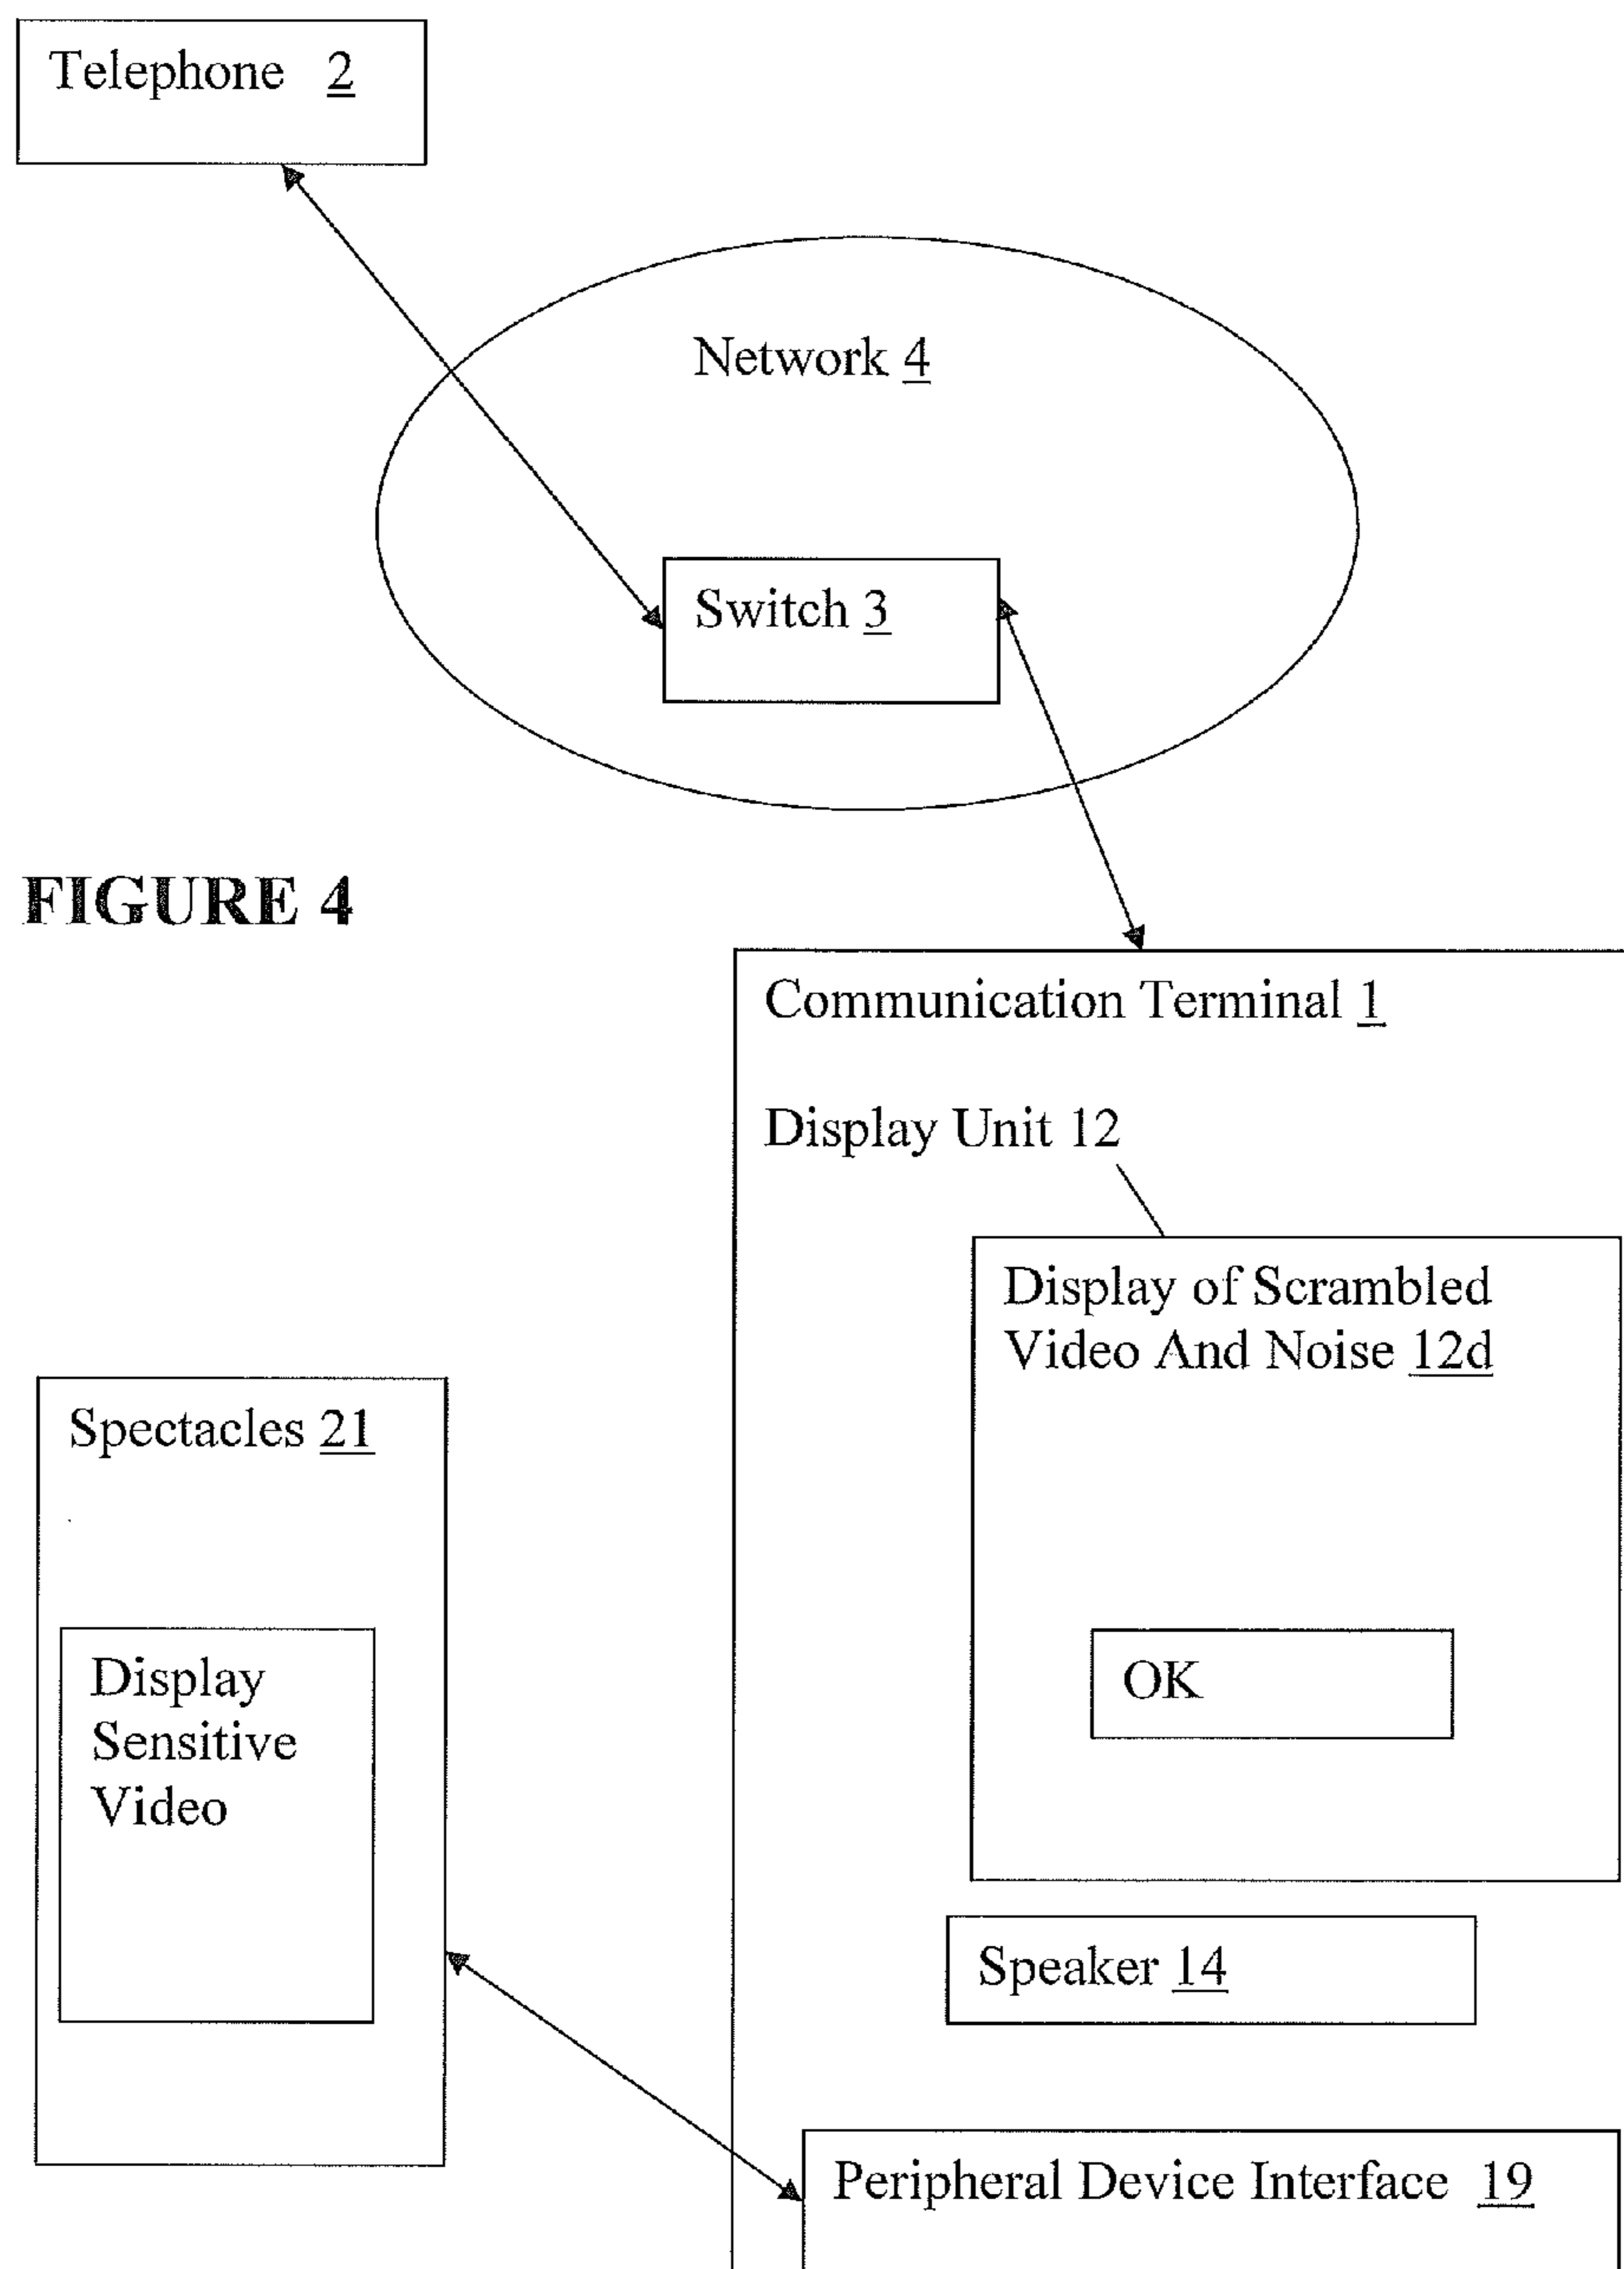 Telephone 2
Network 4
Switch 3
FIGURE 4
Communication Terminal 1
Display Unit 12
Display of Scrambled
Video And Noise 12d
OK
Spectacles 21
Display
Sensitive
Video
Speaker 14
Peripheral Device Interface 19